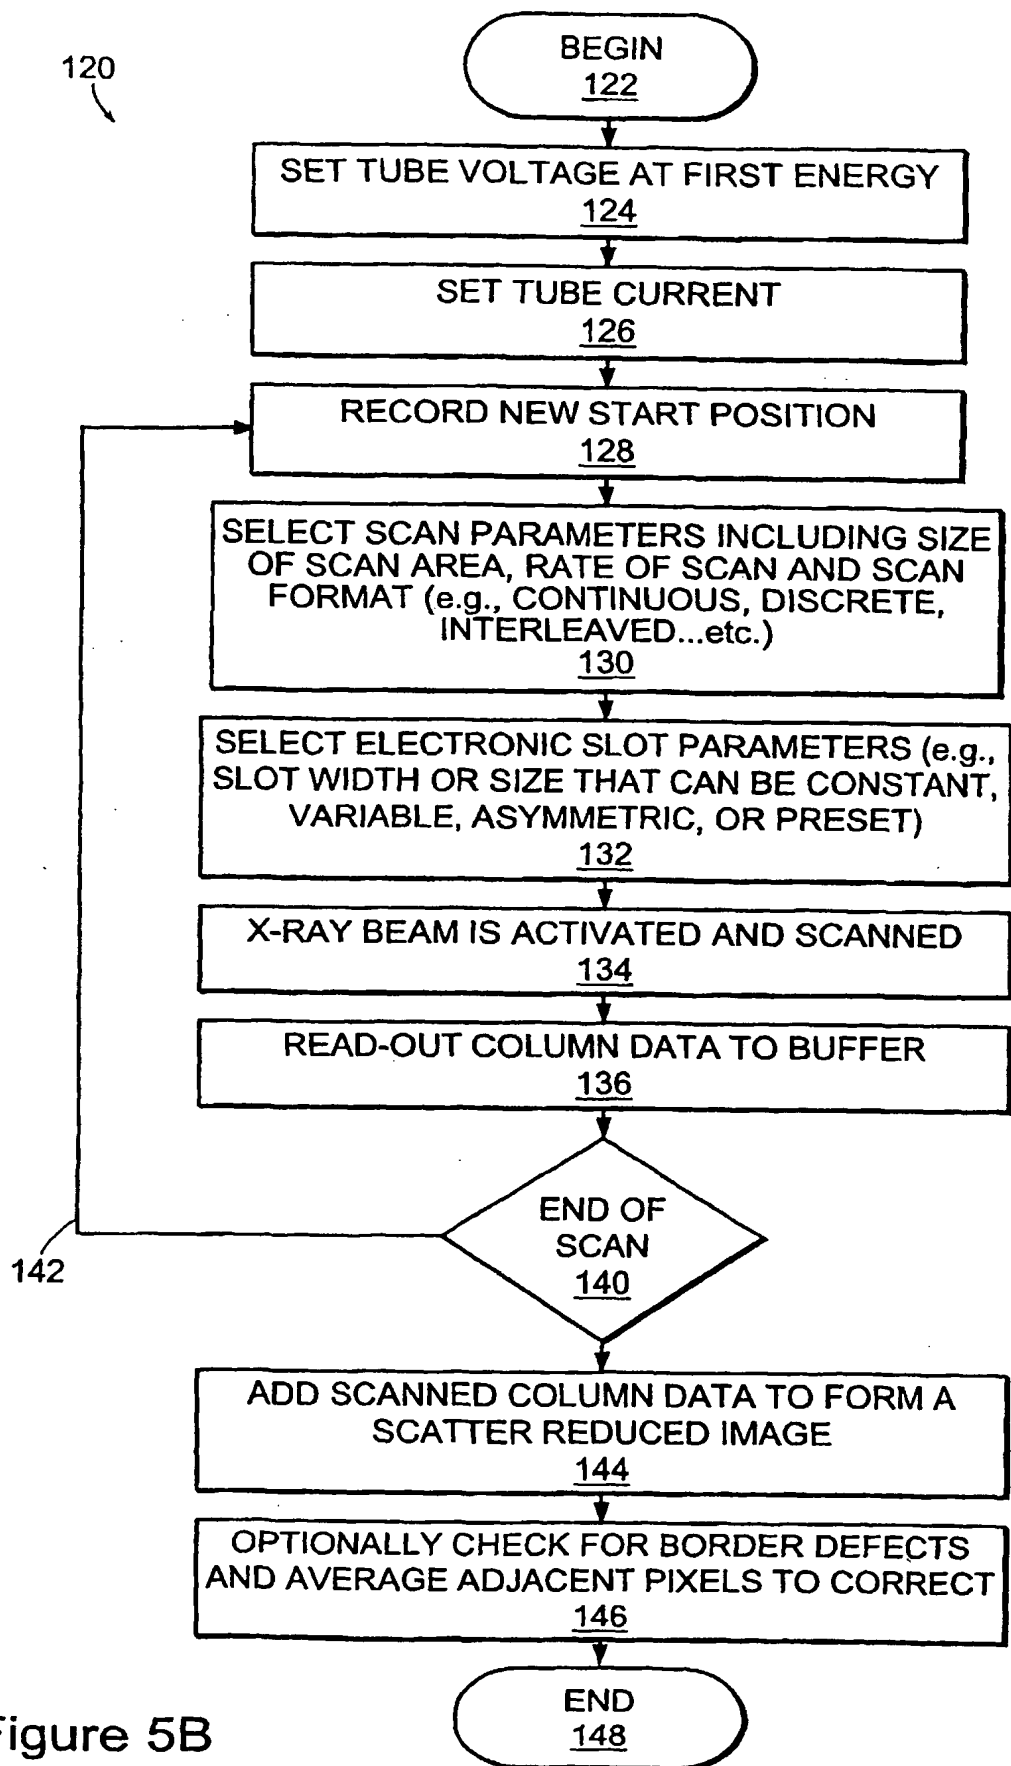 120
BEGIN
122
SET TUBE VOLTAGE AT FIRST ENERGY
124
SET TUBE CURRENT
126
RECORD NEW START POSITION
128
SELECT SCAN PARAMETERS INCLUDING SIZE
OF SCAN AREA, RATE OF SCAN AND SCAN
FORMAT (e.g., CONTINUOUS, DISCRETE,
INTERLEAVED...etc.)
130
SELECT ELECTRONIC SLOT PARAMETERS (e.g.,
SLOT WIDTH OR SIZE THAT CAN BE CONSTANT,
VARIABLE, ASYMMETRIC, OR PRESET)
132
X-RAY BEAM IS ACTIVATED AND SCANNED
134
READ-OUT COLUMN DATA TO BUFFER
136
END OF
SCAN
140
142
ADD SCANNED COLUMN DATA TO FORM A
SCATTER REDUCED IMAGE
144
OPTIONALLY CHECK FOR BORDER DEFECTS
AND AVERAGE ADJACENT PIXELS TO CORRECT
146
END
148
Figure 5B